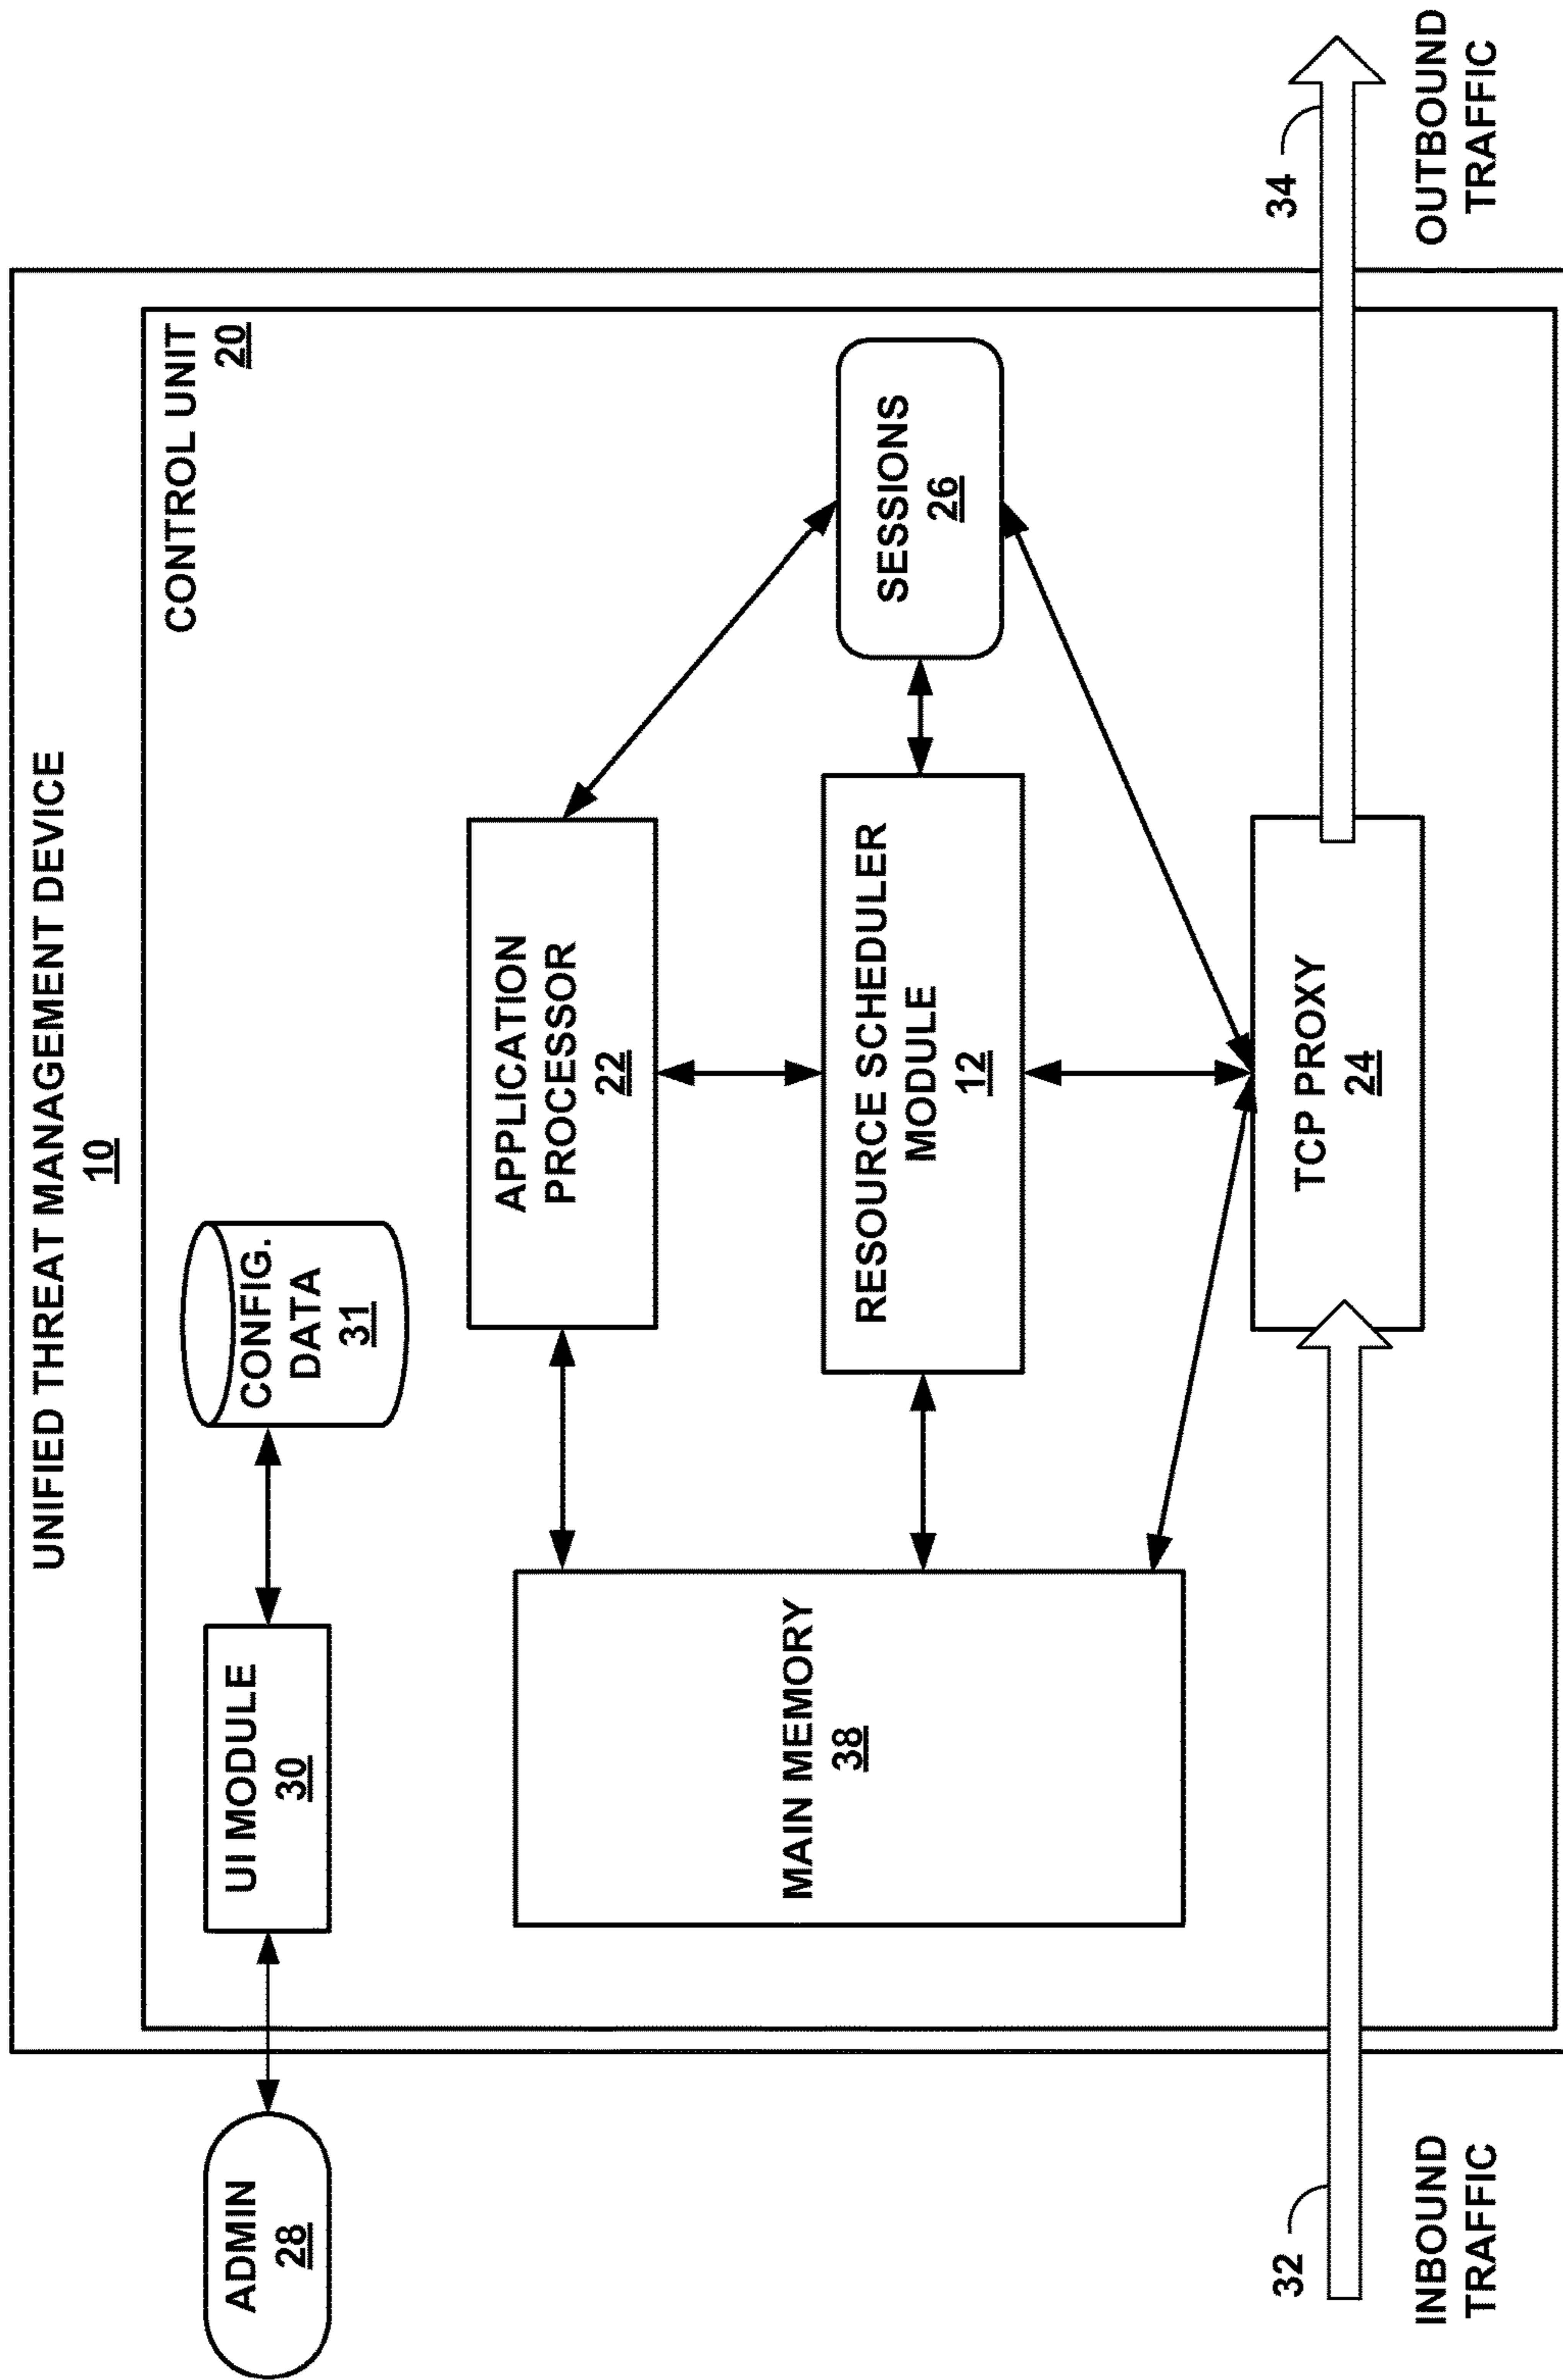 UNIFIED THREAT MANAGEMENT DEVICE
10
CONTROL UNIT
20
ADMIN
28
UI MODULE
30
CONFIG.
DATA
31
APPLICATION
PROCESSOR
22
MAIN MEMORY
38
RESOURCE SCHEDULER
MODULE
12
SESSIONS
26
TCP PROXY
24
32
INBOUND
TRAFFIC
34
OUTBOUND
TRAFFIC